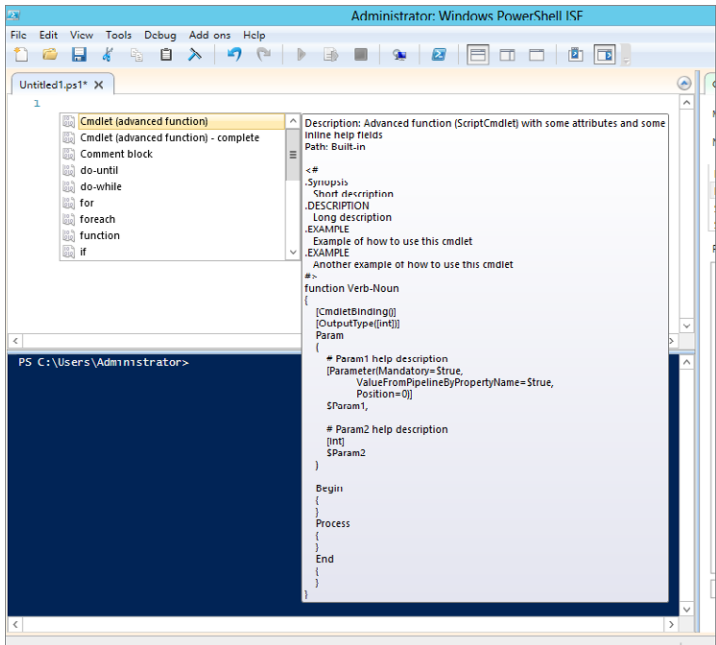 Administrator: Windows PowerShell ISE
File Edit View Tools Debug Add-ons Help
Untitled1.ps1* X
1
Cmdlet (advanced function)
Cmdlet (advanced function) - complete
Comment block
do-until
do-while
for
foreach
function
if
Description: Advanced function (ScriptCmdlet) with some attributes and some
inline help fields
Path: Built-in
<#
.Synopsis
Short description
.DESCRIPTION
Long description
.EXAMPLE
Example of how to use this cmdlet
.EXAMPLE
Another example of how to use this cmdlet
#>
function Verb-Noun
{
[CmdletBinding()]
[OutputType([int])]
Param
(
# Param1 help description
[Parameter(Mandatory=$true,
ValueFromPipelineByPropertyName=$true,
Position=0)]
$Param1,
# Param2 help description
[int]
$Param2
)
Begin
{
}
Process
{
}
End
{
}
}
PS C:\Users\Administrator>